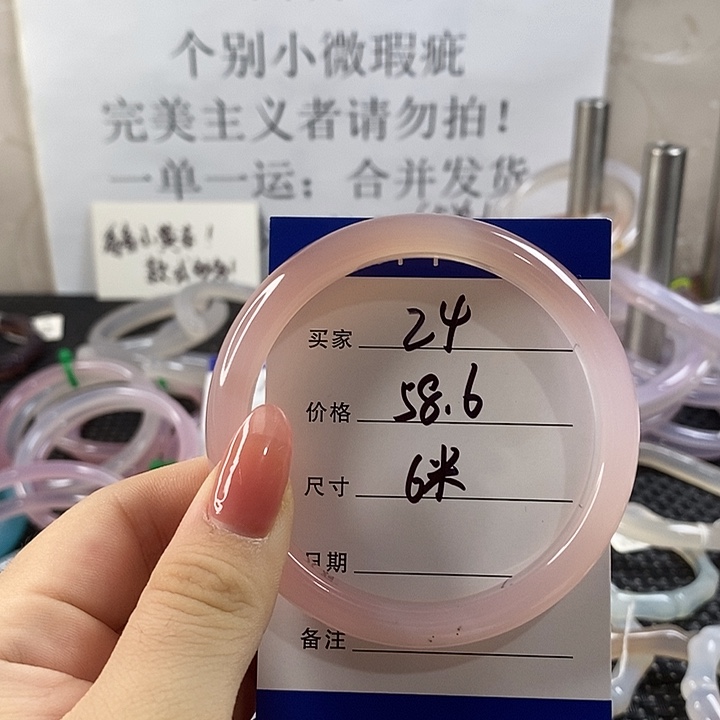 个别小微瑕疵
完美主义者请勿拍！
一单一运；合并发货
买家 24
价格 58.6
尺寸 6米
日期
备注